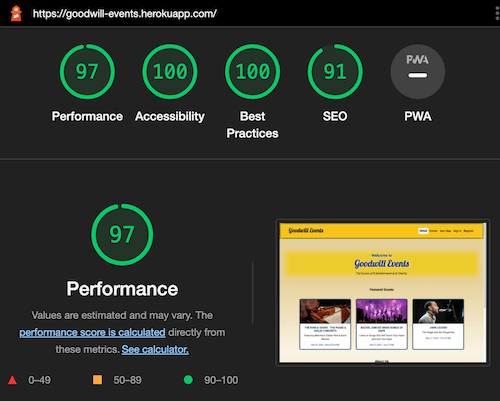 https://goodwill-events.herokuapp.com/
97
100
100
91
PWA
Performance
Accessibility
Best
Practices
SEO
PWA
97
Performance
Values are estimated and may vary. The
performance score is calculated directly from
these metrics. See calculator.
0–49
50–89
90–100
Goodwill Events
Welcome to
Goodwill Events
Featured Events